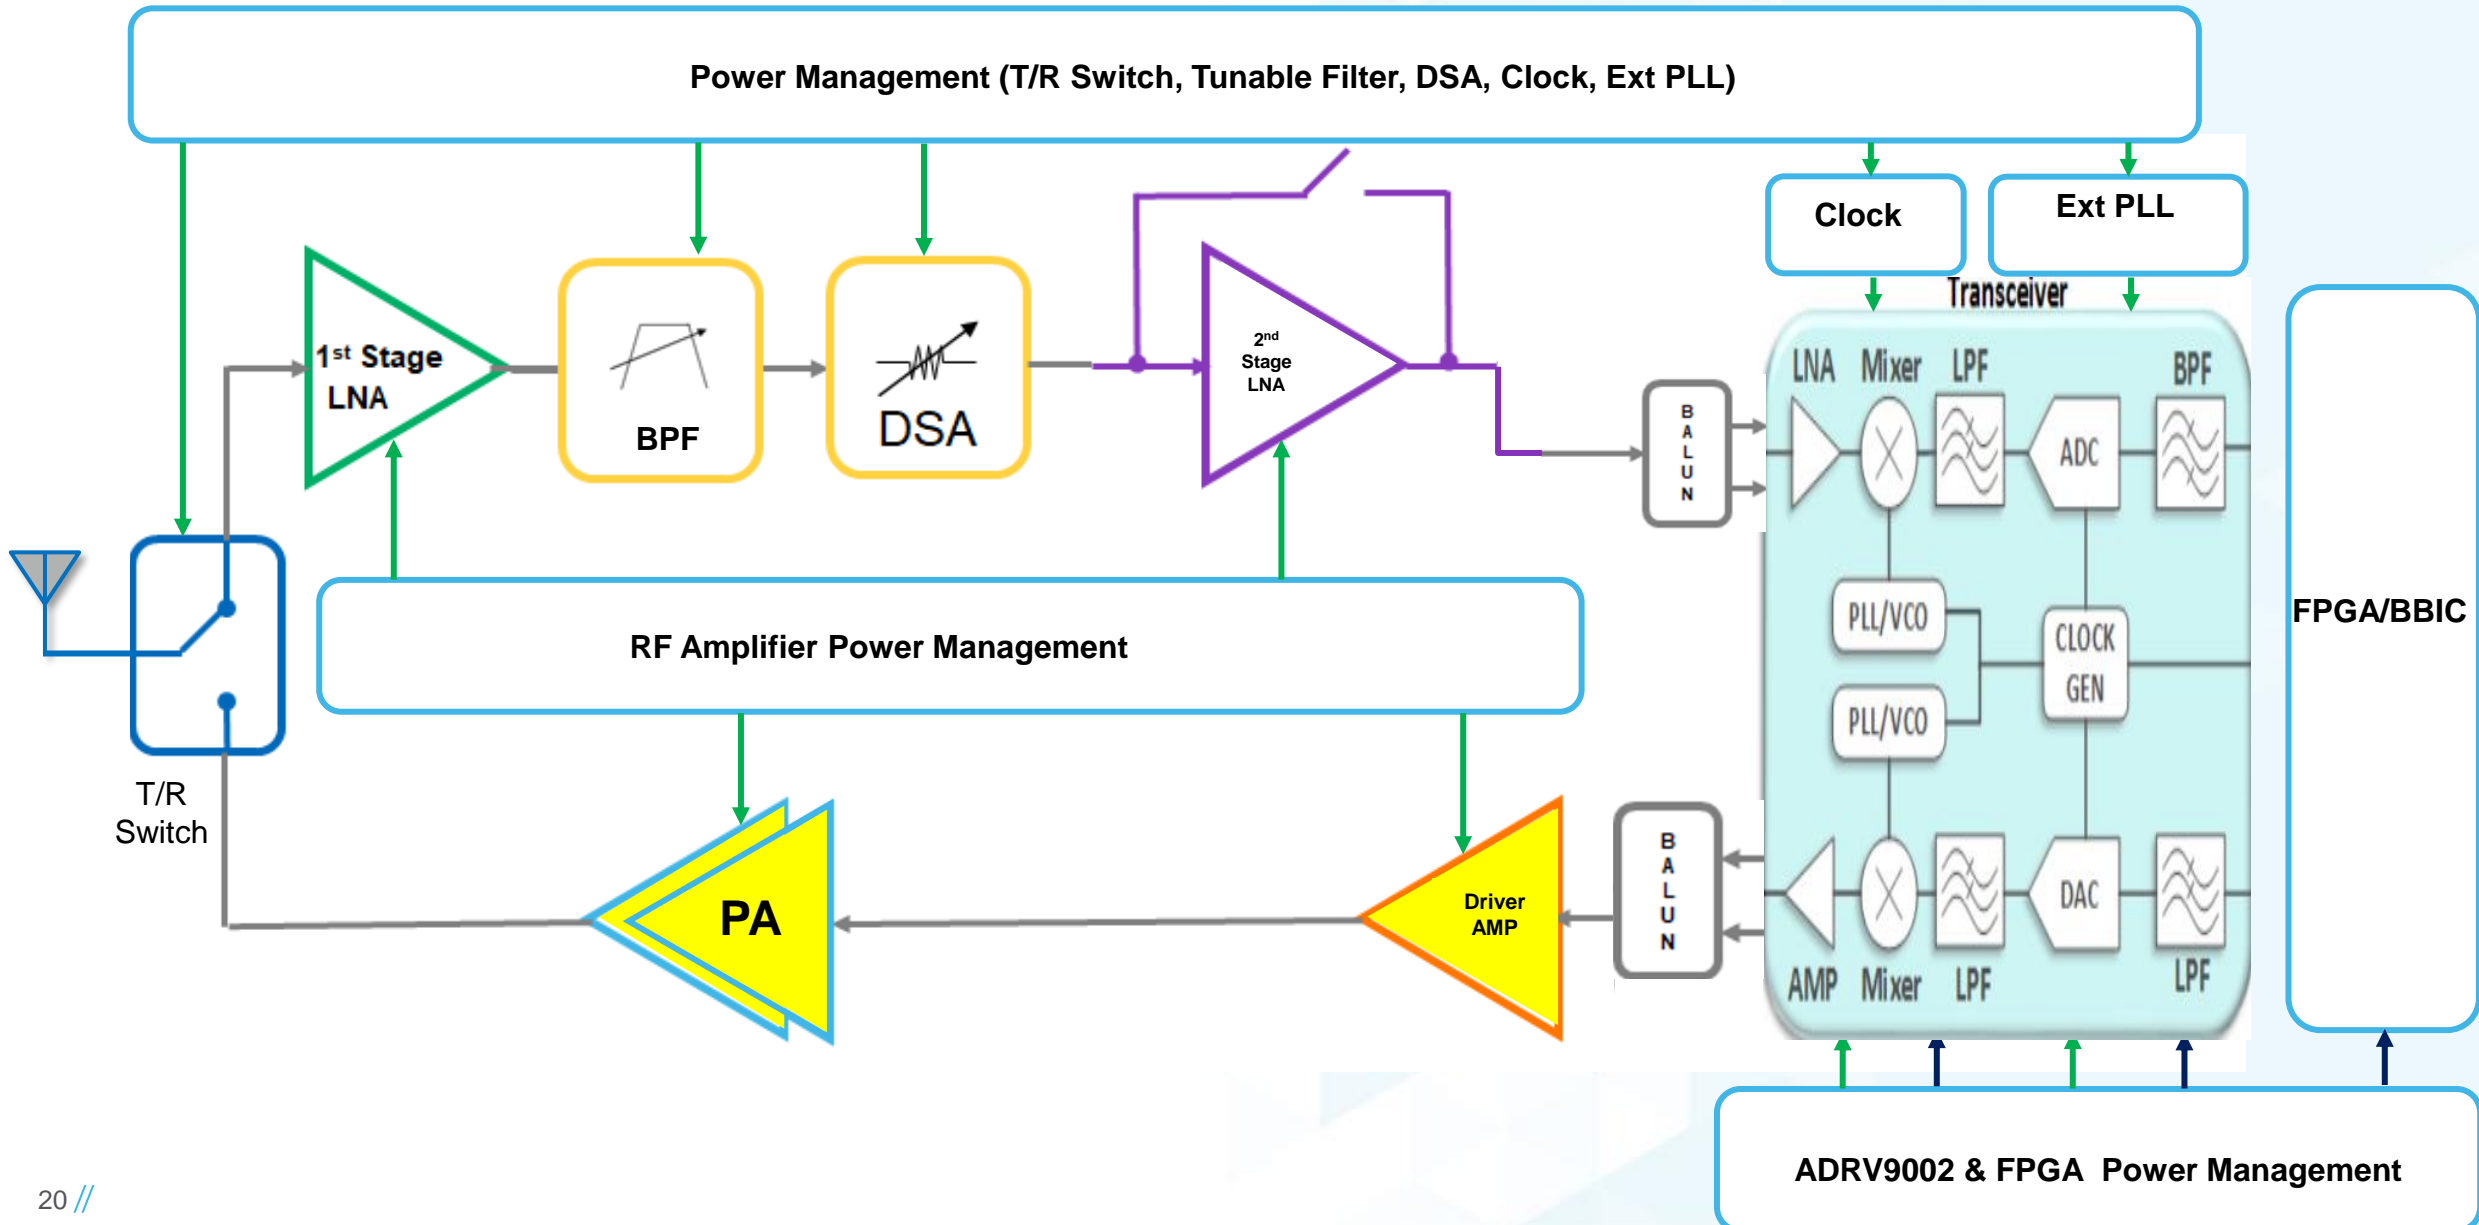 Power Management (T/R Switch, Tunable Filter, DSA, Clock, Ext PLL)
Clock
Ext PLL
Transceiver
1st Stage
LNA
BPF
DSA
2nd
Stage
LNA
BALUN
LNA
Mixer
LPF
BPF
ADC
PLL/VCO
CLOCK
GEN
PLL/VCO
FPGA/BBIC
RF Amplifier Power Management
T/R
Switch
PA
Driver
AMP
BALUN
DAC
AMP
Mixer
LPF
LPF
ADRV9002 & FPGA  Power Management
20 //